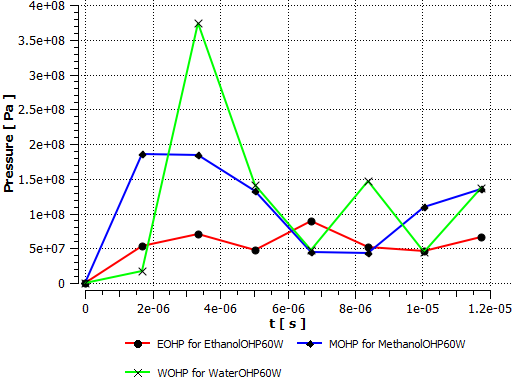 4e+08
3.5e+08
3e+08
2.5e+08
2e+08
1.5e+08
1e+08
5e+07
0
Pressure [ Pa ]
0 2e-06 4e-06 6e-06 8e-06 1e-05 1.2e-05
t [ s ]
EOHP for EthanolOHP60W MOHP for MethanolOHP60W
WOHP for WaterOHP60W